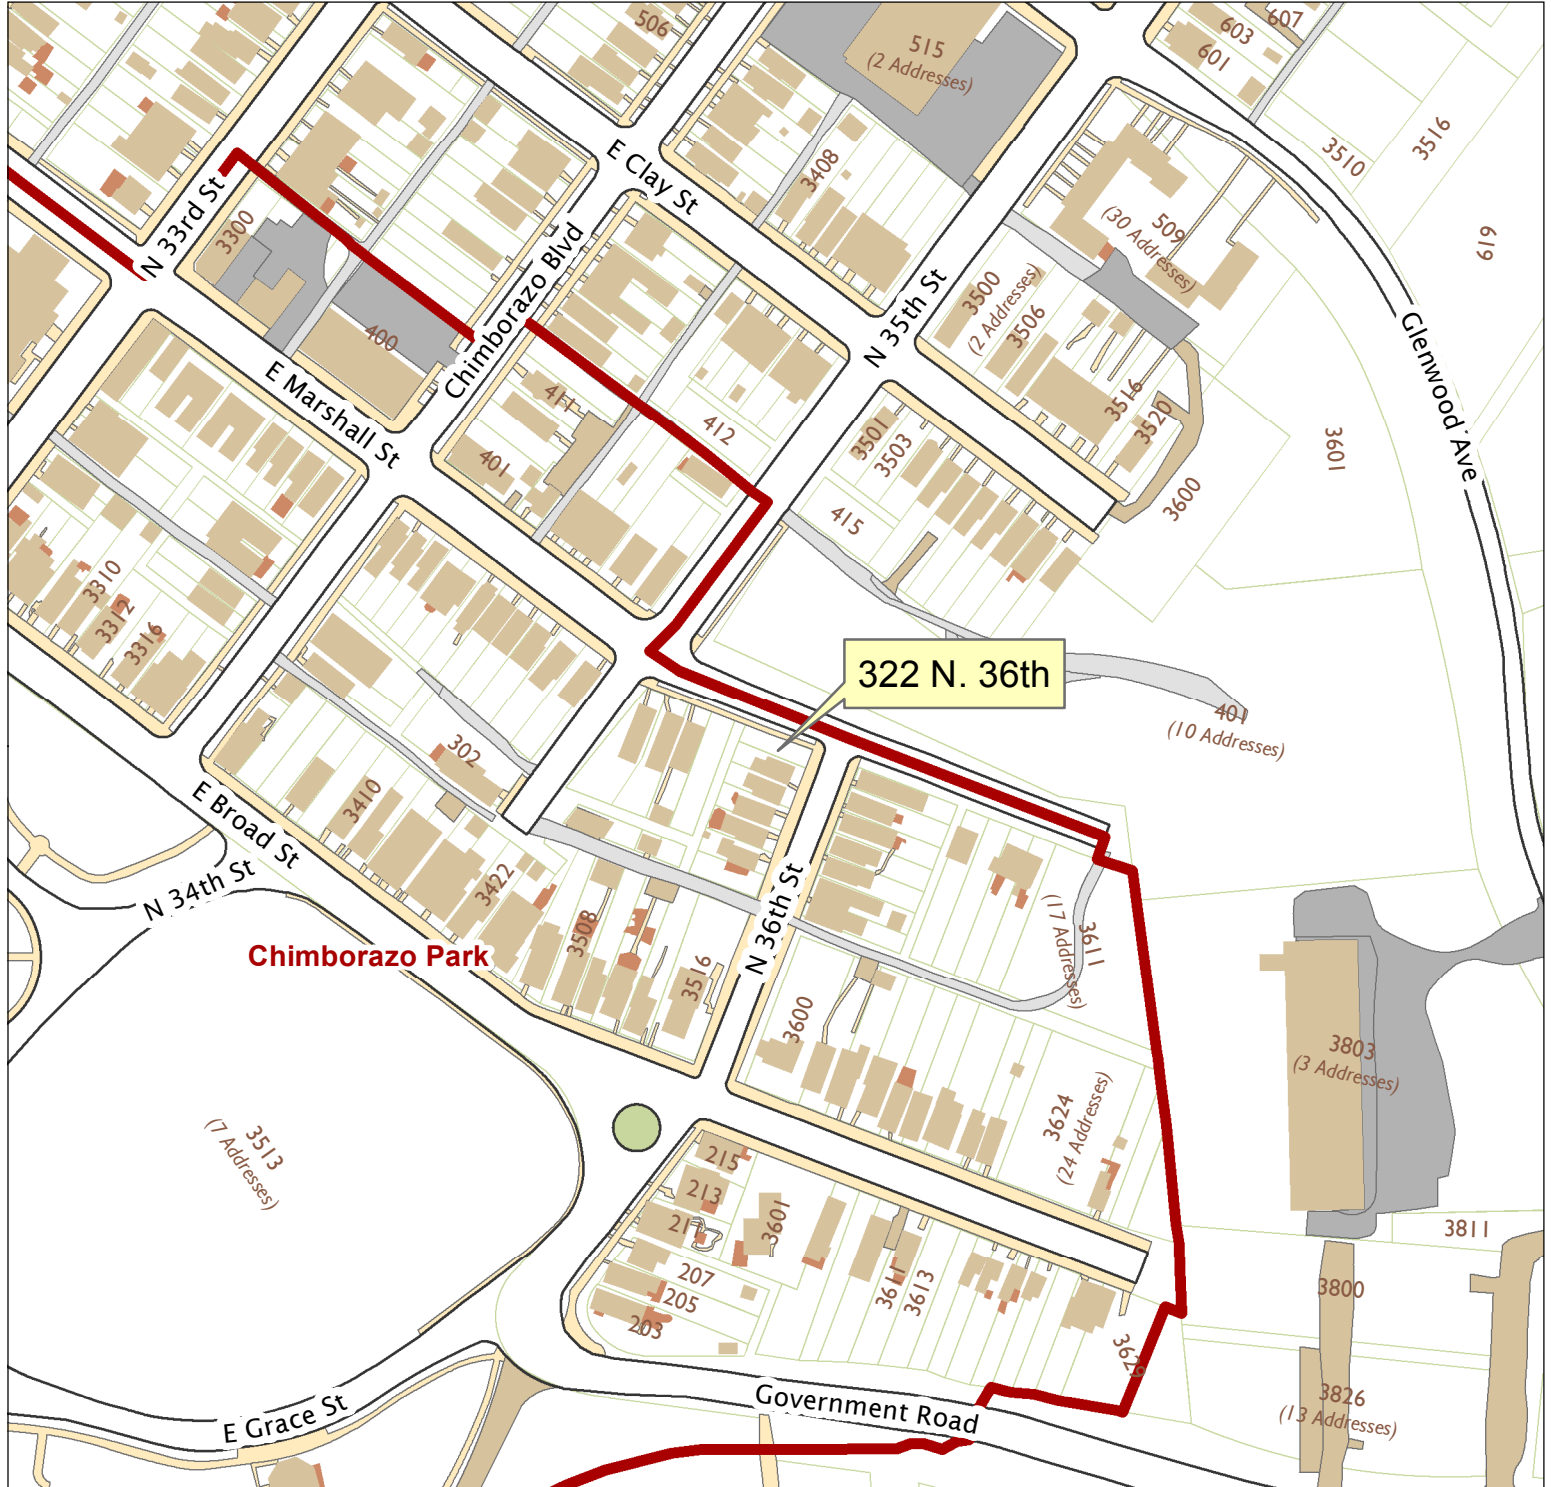 506
515
(2 Addresses)
607
603
601
3510
3516
619
E Clay St
3408
509
(30 Addresses)
N 33rd St
3300
Chimborazo Blvd
400
E Marshall St
411
401
412
N 35th St
3500
(2 Addresses)
3506
3516
3520
3501
3503
415
3600
3601
Glenwood Ave
3310
3312
3316
322 N. 36th
401
(10 Addresses)
302
3410
3422
E Broad St
N 34th St
Chimborazo Park
3508
3516
N 36th St
3611
(17 Addresses)
3600
3803
(3 Addresses)
3624
(24 Addresses)
3513
(7 Addresses)
215
213
211
207
205
203
3601
3611
3613
3629
3811
3800
3826
(13 Addresses)
E Grace St
Government Road